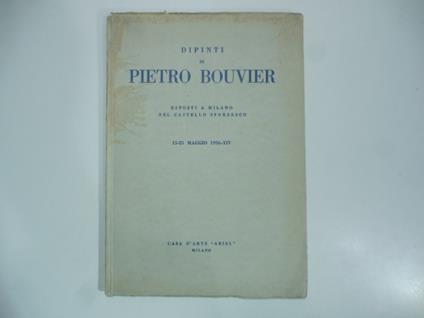 DIPINTI
DI
PIETRO BOUVIER
ESPOSTI A MILANO
NEL CASTELLO SFORZESCO
15-25 MAGGIO 1936-XIV
CASA D'ARTE "ARIEL"
MILANO